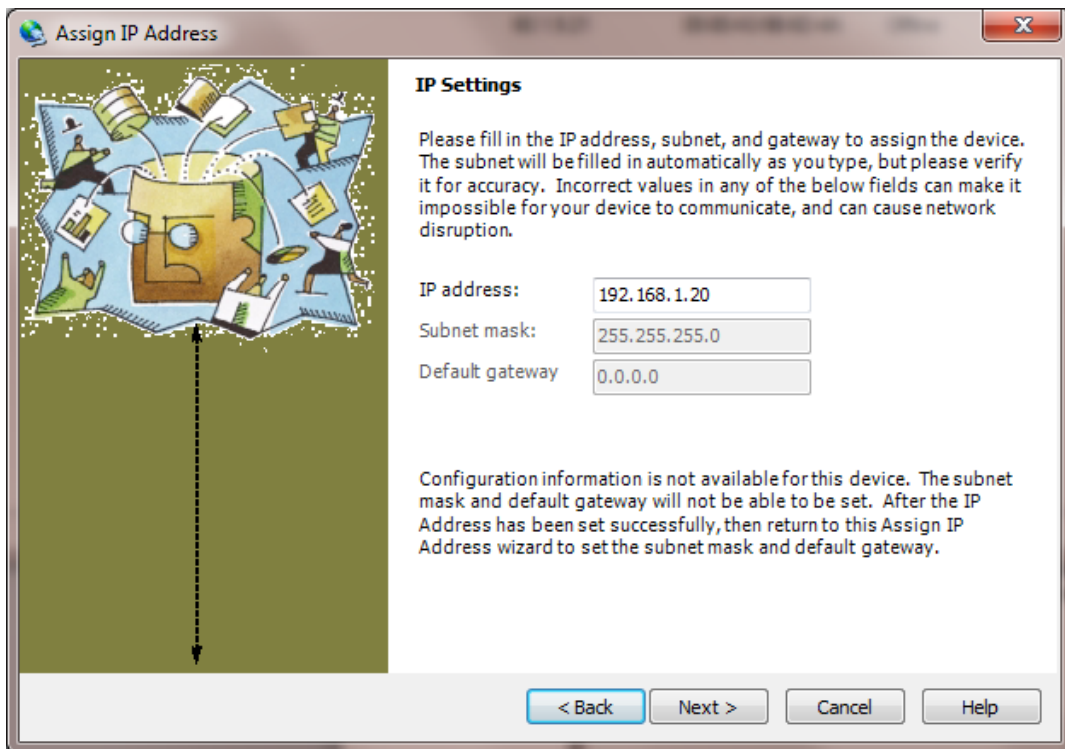 Assign IP Address
IP Settings
Please fill in the IP address, subnet, and gateway to assign the device.
The subnet will be filled in automatically as you type, but please verify
it for accuracy.  Incorrect values in any of the below fields can make it
impossible for your device to communicate, and can cause network
disruption.
IP address: 192.168.1.20
Subnet mask: 255.255.255.0
Default gateway 0.0.0.0
Configuration information is not available for this device.  The subnet
mask and default gateway will not be able to be set.  After the IP
Address has been set successfully, then return to this Assign IP
Address wizard to set the subnet mask and default gateway.
< Back Next > Cancel Help